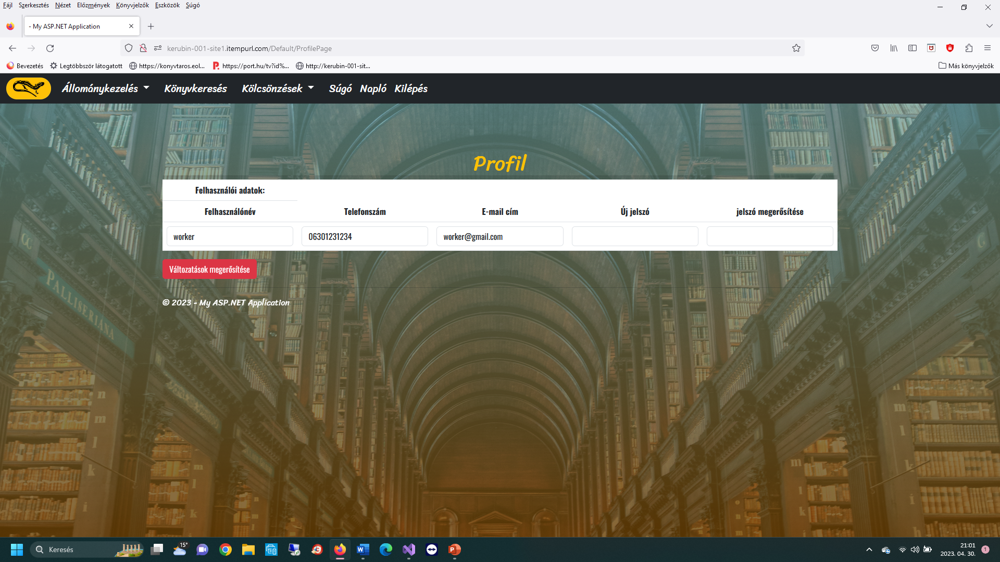 Fájl Szerkesztés Nézet Előzmények Könyvjelzők Eszközök Súgó
- My ASP.NET Application
kerubin-001-site1.itempurl.com/Default/ProfilePage
Bevezetés Legtöbbször látogatott https://konyvtaros.eol... https://port.hu/tv?id%... http://kerubin-001-sit... Más könyvjelzők
Állománykezelés Könyvkeresés Kölcsönzések Súgó Napló Kilépés
Profil
Felhasználói adatok:
Felhasználónév Telefonszám E-mail cím Új jelszó jelszó megerősítése
worker 06301231234 worker@gmail.com
Változatások megerősítése
© 2023 - My ASP.NET Application
PALLISERIANA
Keresés 15° 21:01
2023. 04. 30. 1